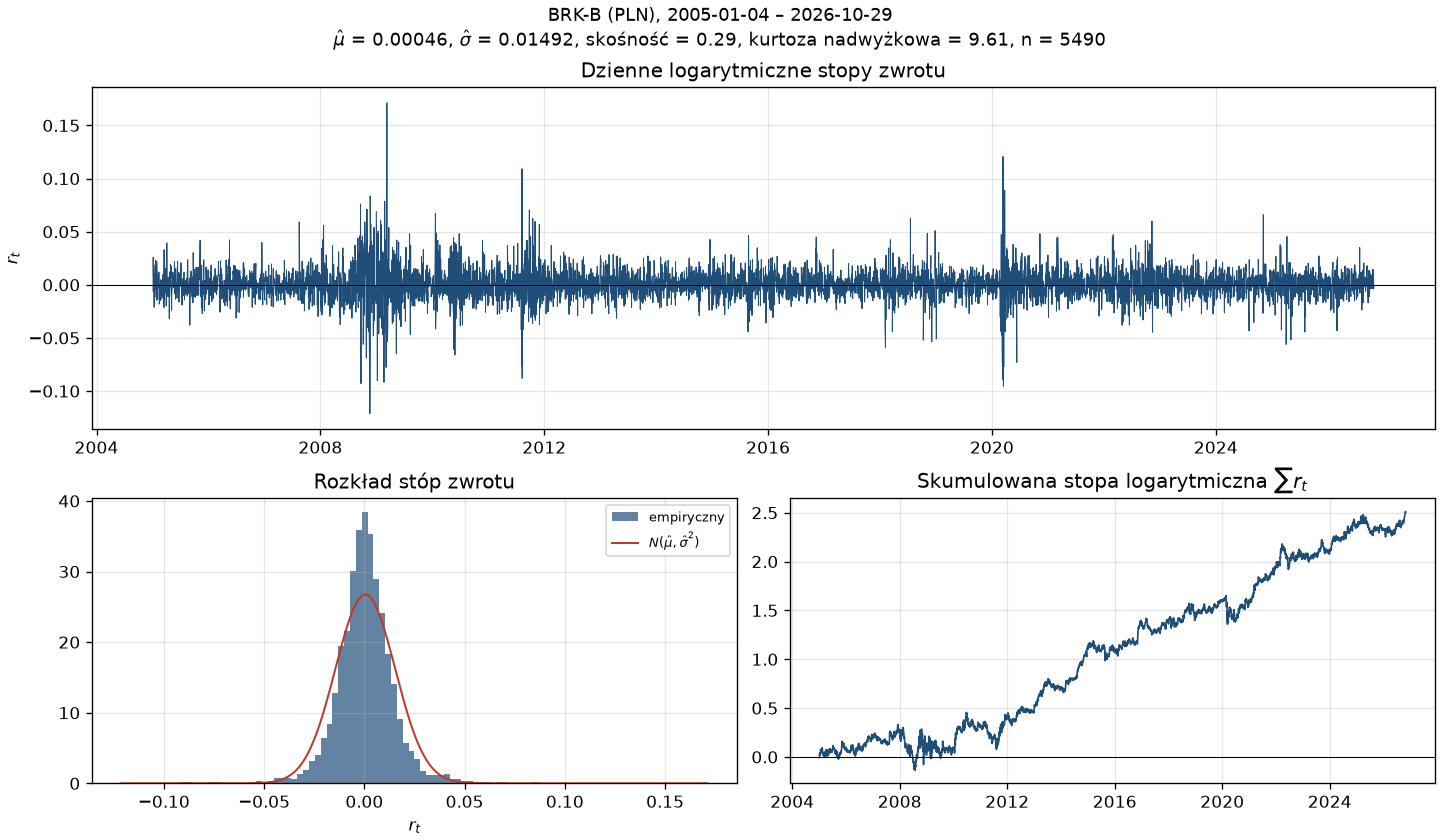 BRK-B (PLN), 2005-01-04 – 2026-10-29
μ̂ = 0.00046, σ̂ = 0.01492, skośność = 0.29, kurtoza nadwyżkowa = 9.61, n = 5490
Dzienne logarytmiczne stopy zwrotu
r_t
0.15
0.10
0.05
0.00
−0.05
−0.10
2004 2008 2012 2016 2020 2024
Rozkład stóp zwrotu
40
30
20
10
0
empiryczny
N(μ̂, σ̂²)
−0.10 −0.05 0.00 0.05 0.10 0.15
r_t
Skumulowana stopa logarytmiczna ∑r_t
2.5
2.0
1.5
1.0
0.5
0.0
2004 2008 2012 2016 2020 2024